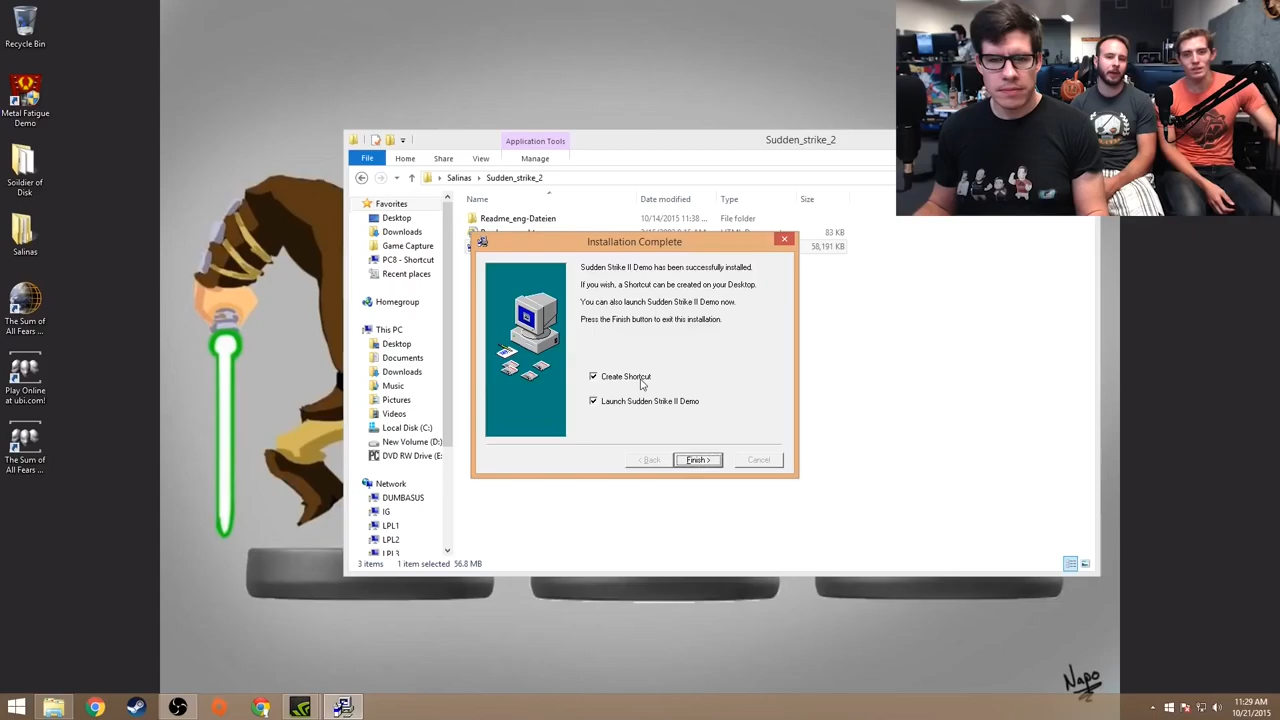 Recycle Bin
Metal Fatigue
Demo
Soildier of
Disk
Salinas
The Sum of
All Fears ...
Play Online
at ubi.com!
The Sum of
All Fears ...
Application Tools
Sudden_strike_2
File
Home
Share
View
Manage
Salinas
Sudden_strike_2
Name
Date modified
Type
Size
Favorites
Desktop
Downloads
Game Capture
PC8 - Shortcut
Recent places
Homegroup
This PC
Desktop
Documents
Downloads
Music
Pictures
Videos
Local Disk (C:)
New Volume (D:)
DVD RW Drive (E:
Network
DUMBASUS
IG
LPL1
LPL2
LPL3
Readme_eng-Dateien
10/14/2015 11:38 ...
File folder
83 KB
58,191 KB
Installation Complete
Sudden Strike II Demo has been successfully installed.
If you wish, a Shortcut can be created on your Desktop.
You can also launch Sudden Strike II Demo now.
Press the Finish button to exit this installation.
Create Shortcut
Launch Sudden Strike II Demo
< Back
Finish >
Cancel
3 items
1 item selected 56.8 MB
Napo
11:29 AM
10/21/2015